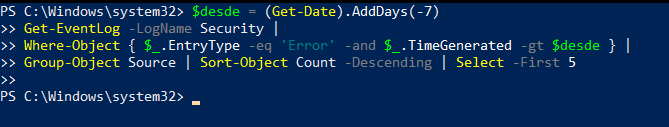 PS C:\Windows\system32> $desde = (Get-Date).AddDays(-7)
>> Get-EventLog -LogName Security |
>> Where-Object { $_.EntryType -eq 'Error' -and $_.TimeGenerated -gt $desde } |
>> Group-Object Source | Sort-Object Count -Descending | Select -First 5
>>
PS C:\Windows\system32> _